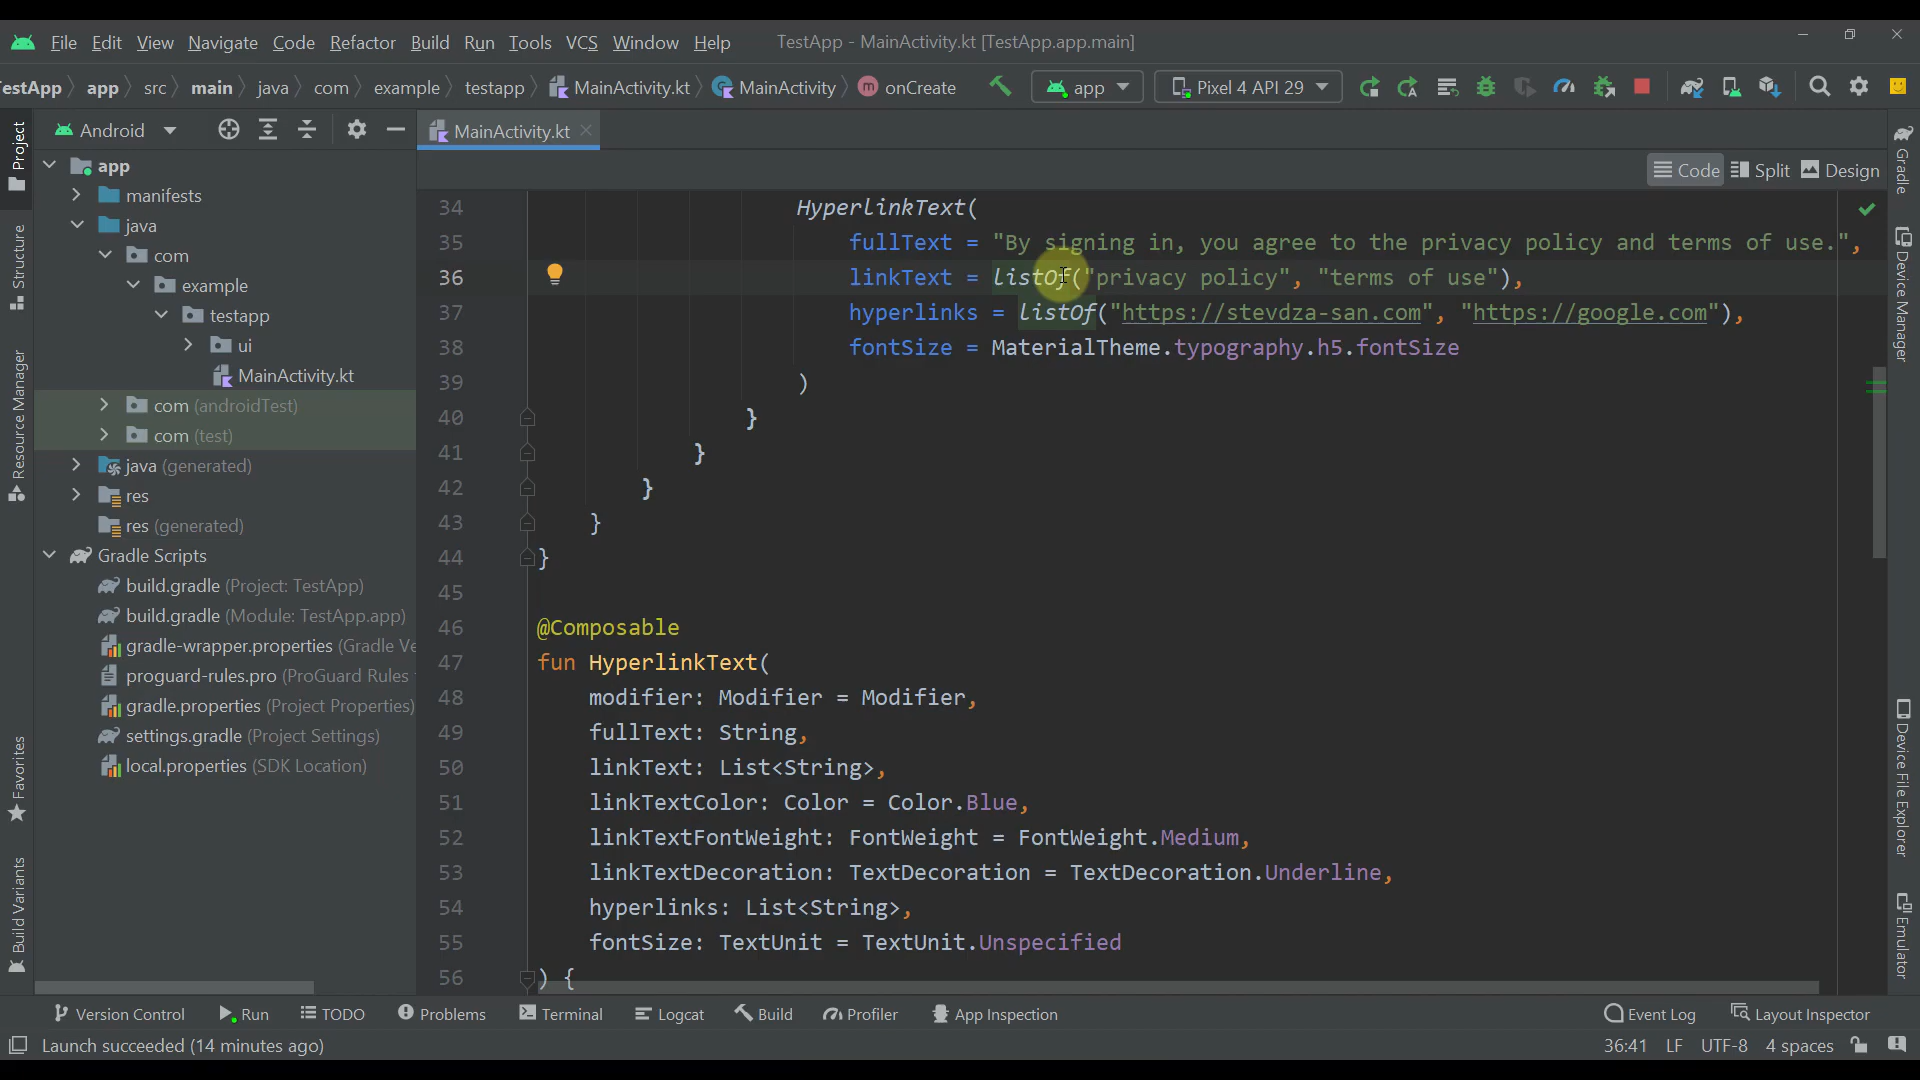 File Edit View Navigate Code Refactor Build Run Tools VCS Window Help TestApp - MainActivity.kt [TestApp.app.main]
estApp app src main java com example testapp MainActivity.kt MainActivity onCreate app Pixel 4 API 29
Project
Structure
Resource Manager
Favorites
Build Variants
Android
app
manifests
java
com
example
testapp
ui
MainActivity.kt
com (androidTest)
com (test)
java (generated)
res
res (generated)
Gradle Scripts
build.gradle (Project: TestApp)
build.gradle (Module: TestApp.app)
gradle-wrapper.properties (Gradle Ve
proguard-rules.pro (ProGuard Rules
gradle.properties (Project Properties)
settings.gradle (Project Settings)
local.properties (SDK Location)
MainActivity.kt
Code Split Design
34 HyperlinkText(
35 fullText = "By signing in, you agree to the privacy policy and terms of use.",
36 linkText = listOf("privacy policy", "terms of use"),
37 hyperlinks = listOf("https://stevdza-san.com", "https://google.com"),
38 fontSize = MaterialTheme.typography.h5.fontSize
39 )
40 }
41 }
42 }
43 }
44 }
45
46 @Composable
47 fun HyperlinkText(
48 modifier: Modifier = Modifier,
49 fullText: String,
50 linkText: List<String>,
51 linkTextColor: Color = Color.Blue,
52 linkTextFontWeight: FontWeight = FontWeight.Medium,
53 linkTextDecoration: TextDecoration = TextDecoration.Underline,
54 hyperlinks: List<String>,
55 fontSize: TextUnit = TextUnit.Unspecified
56 ) {
Gradle
Device Manager
Device File Explorer
Emulator
Version Control Run TODO Problems Terminal Logcat Build Profiler App Inspection Event Log Layout Inspector
Launch succeeded (14 minutes ago) 36:41 LF UTF-8 4 spaces